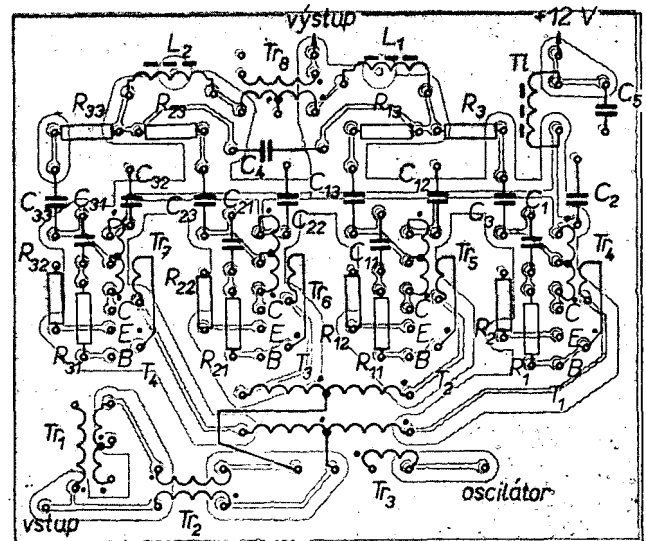 výstup +12 V
L2 Tr8 L1 Tl
R33 R23 R13 R3 C5
C4
C33 C31 C32 C23 C21 C22 C13 C12 C3 C1 C2
C11
R32 Tr7 R22 Tr6 R12 Tr5 R2 Tr4
C C C C
E E E E
R31 B R21 B R11 B R1 B
T4 T3 T2 T1
Tr1
Tr2 Tr3 oscilátor
vstup